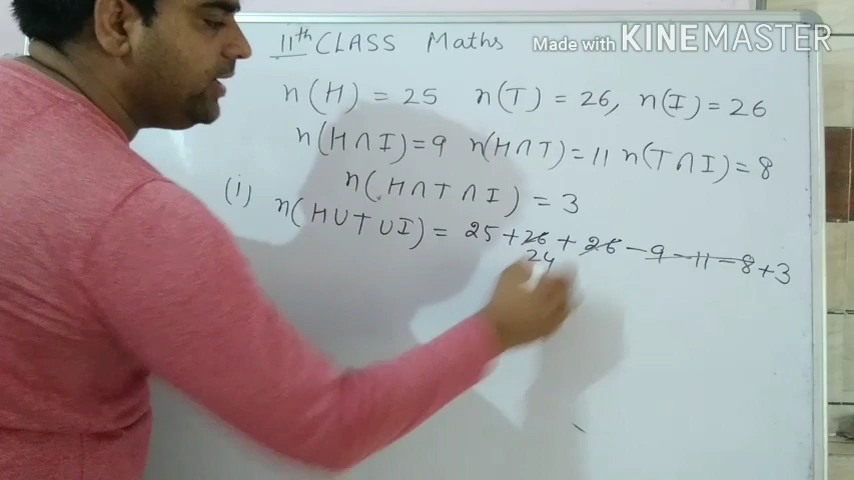 11th CLASS Maths
Made with KINEMASTER
n(H) = 25 n(T) = 26, n(I) = 26
n(H∩I)=9 n(H∩T)=11 n(T∩I)=8
n(H∩T∩I) = 3
(i) n(H∪T∪I) = 25+26+26-9-11-8+3
24